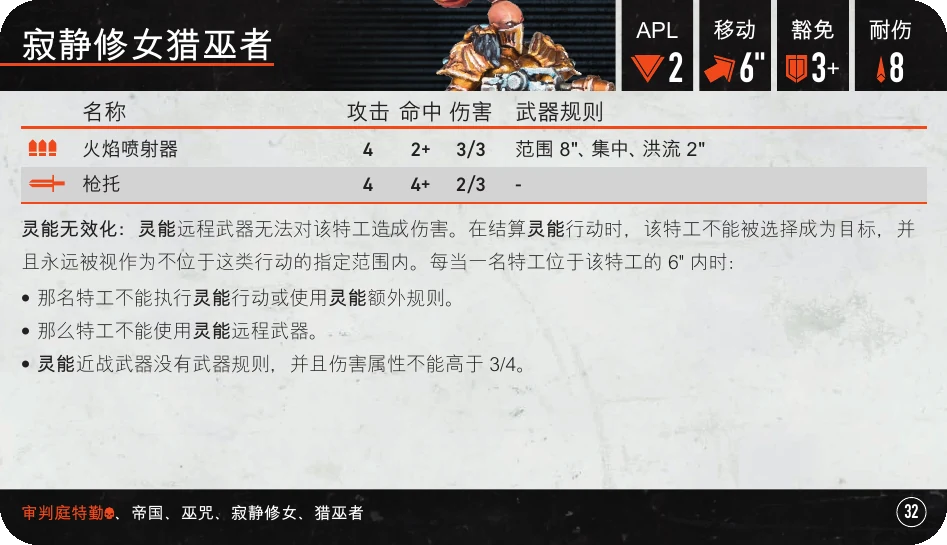 寂静修女猎巫者
APL 移动 豁免 耐伤
2 6" 3+ 8
名称 攻击 命中 伤害 武器规则
火焰喷射器 4 2+ 3/3 范围 8"、集中、洪流 2"
枪托 4 4+ 2/3 -
灵能无效化：灵能远程武器无法对该特工造成伤害。在结算灵能行动时，该特工不能被选择成为目标，并
且永远被视作为不位于这类行动的指定范围内。每当一名特工位于该特工的 6" 内时:
• 那名特工不能执行灵能行动或使用灵能额外规则。
• 那么特工不能使用灵能远程武器。
• 灵能近战武器没有武器规则，并且伤害属性不能高于 3/4。
审判庭特勤、帝国、巫咒、寂静修女、猎巫者
32